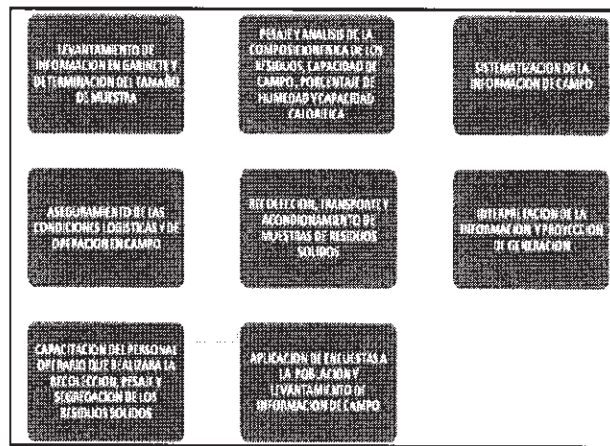 LEVANTAMIENTO DE
INFORMACION EN GABINETE Y
DETERMINACION DEL TAMAÑO
DE MUESTRA
PESAJE Y ANALISIS DE LA
COMPOSICION FISICA DE LOS
RESIDUOS, CAPACIDAD DE
CAMPO, PORCENTAJE DE
HUMEDAD Y CAPACIDAD
CALORIFICA
SISTEMATIZACION DE LA
INFORMACION DE CAMPO
ASEGURAMIENTO DE LAS
CONDICIONES LOGISTICAS Y DE
OPERACION EN CAMPO
RECOLECCION, TRANSPORTE Y
ACONDIONAMIENTO DE
MUESTRAS DE RESIDUOS
SOLIDOS
INTERPRETACION DE LA
INFORMACION Y PROYECCION
DE GENERACION
CAPACITACION DEL PERSONAL
OPERARIO QUE REALIZARA LA
RECOLECCION, PESAJE Y
SEGREGACION DE LOS
RESIDUOS SOLIDOS
APLICACION DE ENCUESTAS A
LA POBLACION Y
LEVANTAMIENTO DE
INFORMACION DE CAMPO